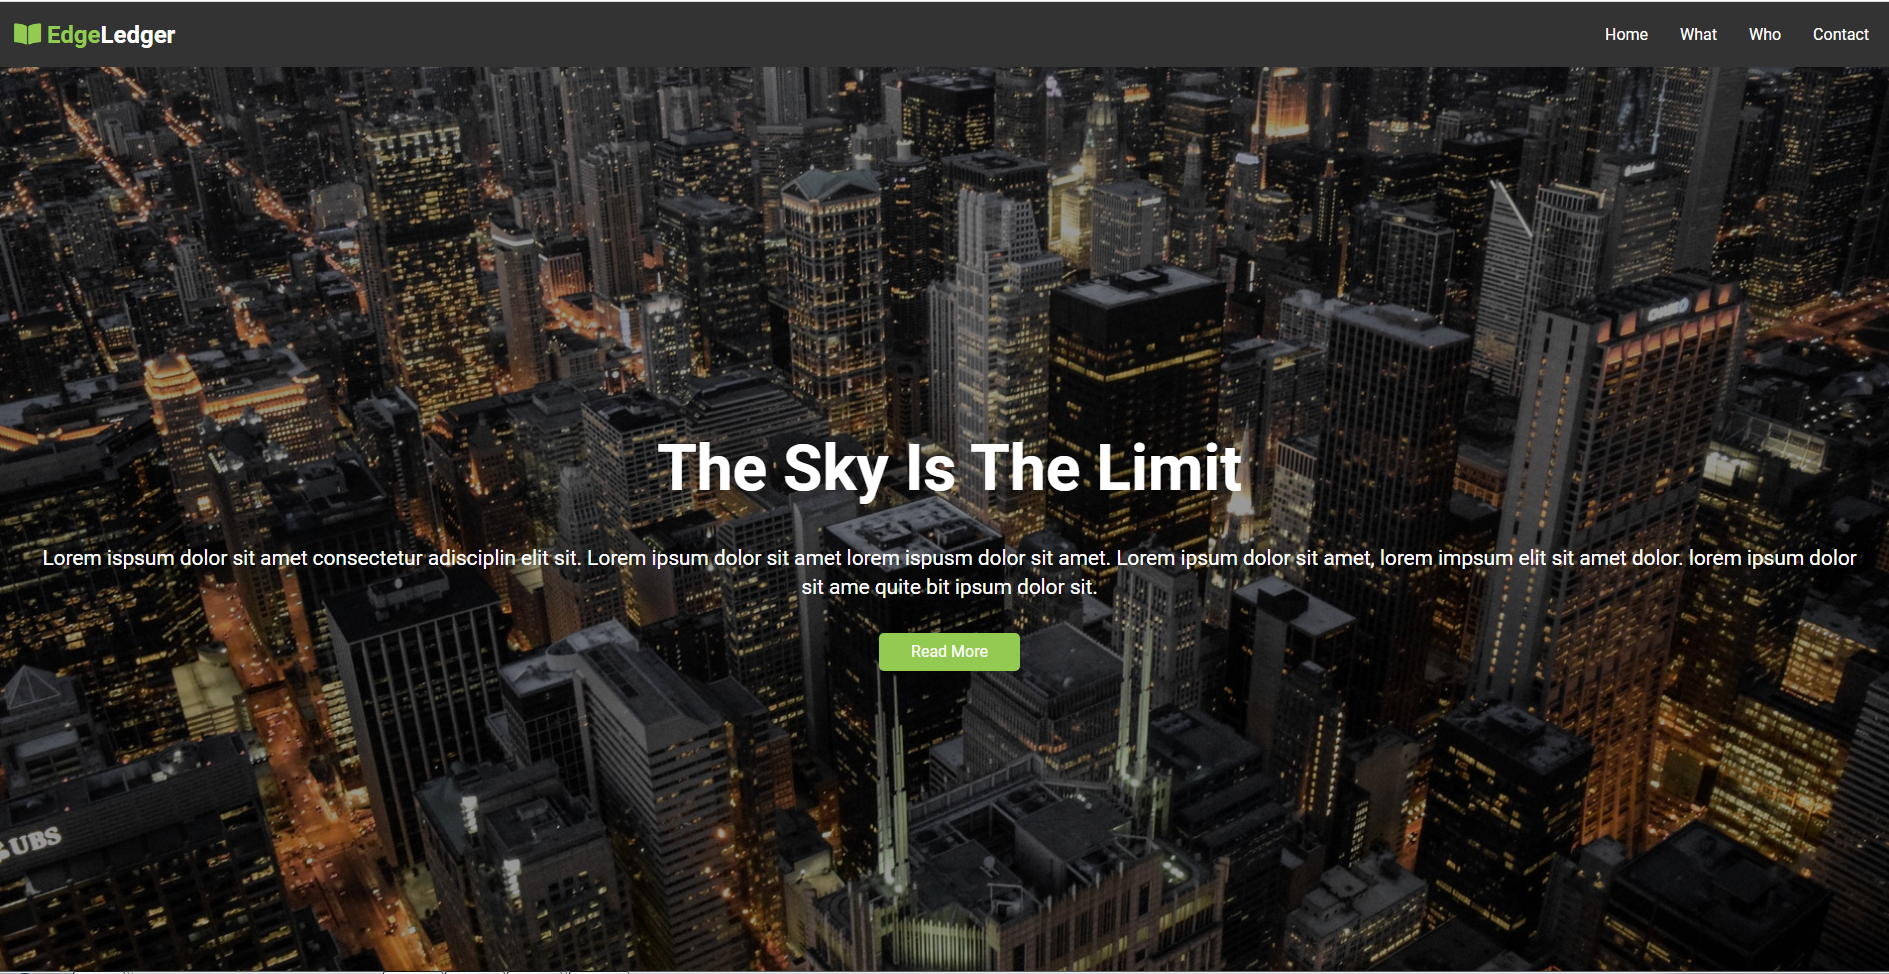 EdgeLedger
Home What Who Contact
The Sky Is The Limit
Lorem ispsum dolor sit amet consectetur adisciplin elit sit. Lorem ipsum dolor sit amet lorem ispusm dolor sit amet. Lorem ipsum dolor sit amet, lorem impsum elit sit amet dolor. lorem ipsum dolor
sit ame quite bit ipsum dolor sit.
Read More
UBS